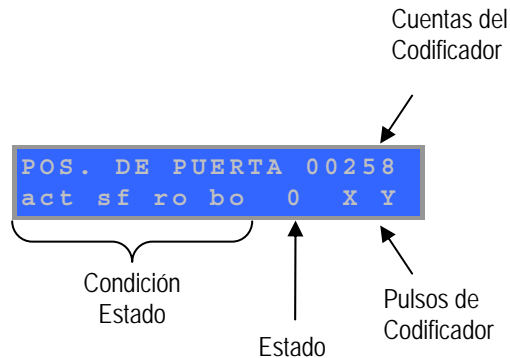 Cuentas del
Codificador
POS. DE PUERTA 00258
act sf ro bo 0 X Y
Condición
Estado
Estado
Pulsos de
Codificador